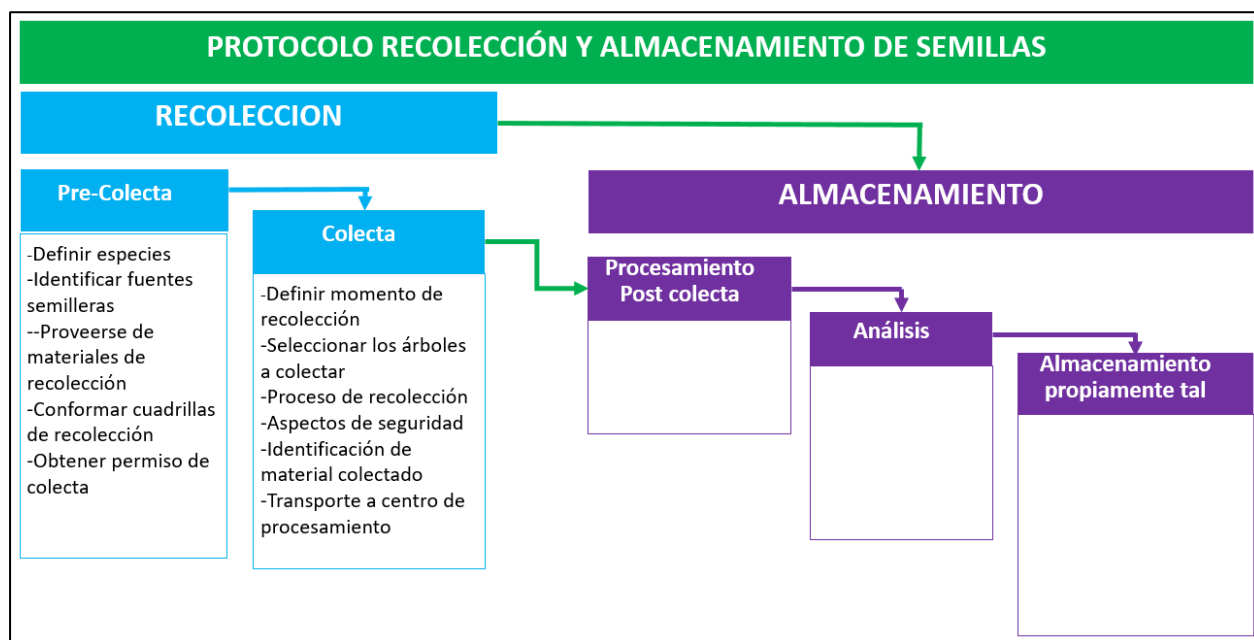 PROTOCOLO RECOLECCIÓN Y ALMACENAMIENTO DE SEMILLAS
RECOLECCION
Pre-Colecta
-Definir especies
-Identificar fuentes
semilleras
--Proveerse de
materiales de
recolección
-Conformar cuadrillas
de recolección
-Obtener permiso de
colecta
Colecta
-Definir momento de
recolección
-Seleccionar los árboles
a colectar
-Proceso de recolección
-Aspectos de seguridad
-Identificación de
material colectado
-Transporte a centro de
procesamiento
ALMACENAMIENTO
Procesamiento
Post colecta
Análisis
Almacenamiento
propiamente tal